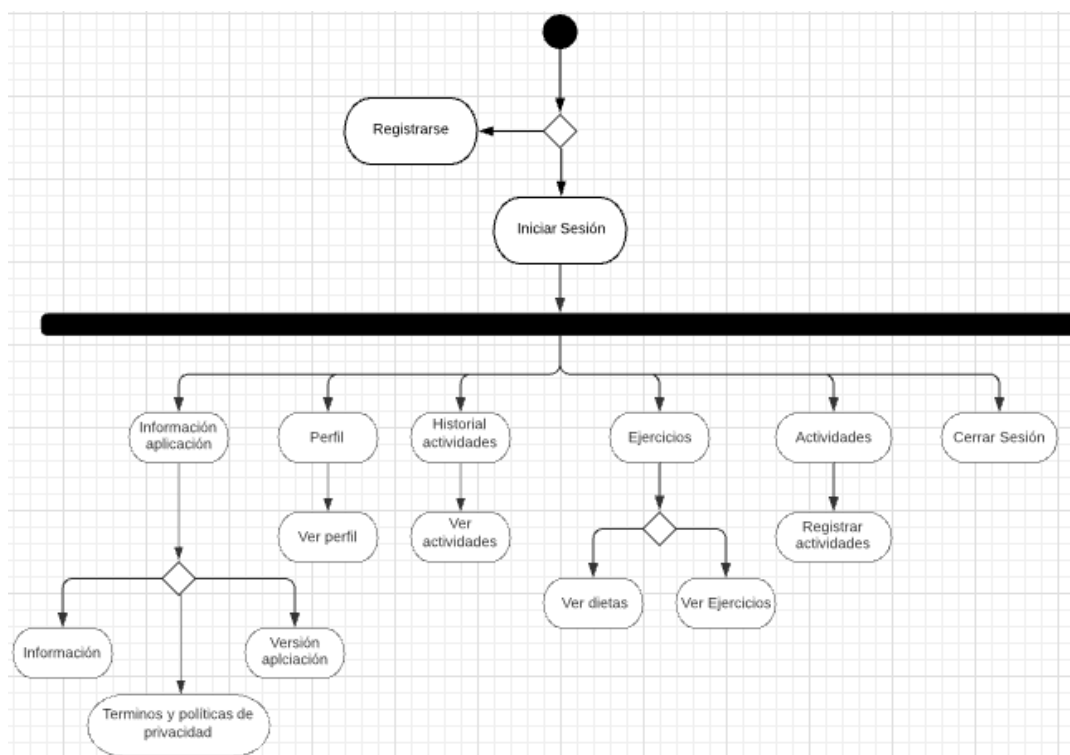 Registrarse
Iniciar Sesión
Información
aplicación
Perfil
Historial
actividades
Ejercicios
Actividades
Cerrar Sesión
Ver perfil
Ver
actividades
Registrar
actividades
Ver dietas
Ver Ejercicios
Información
Versión
aplciación
Terminos y políticas de
privacidad